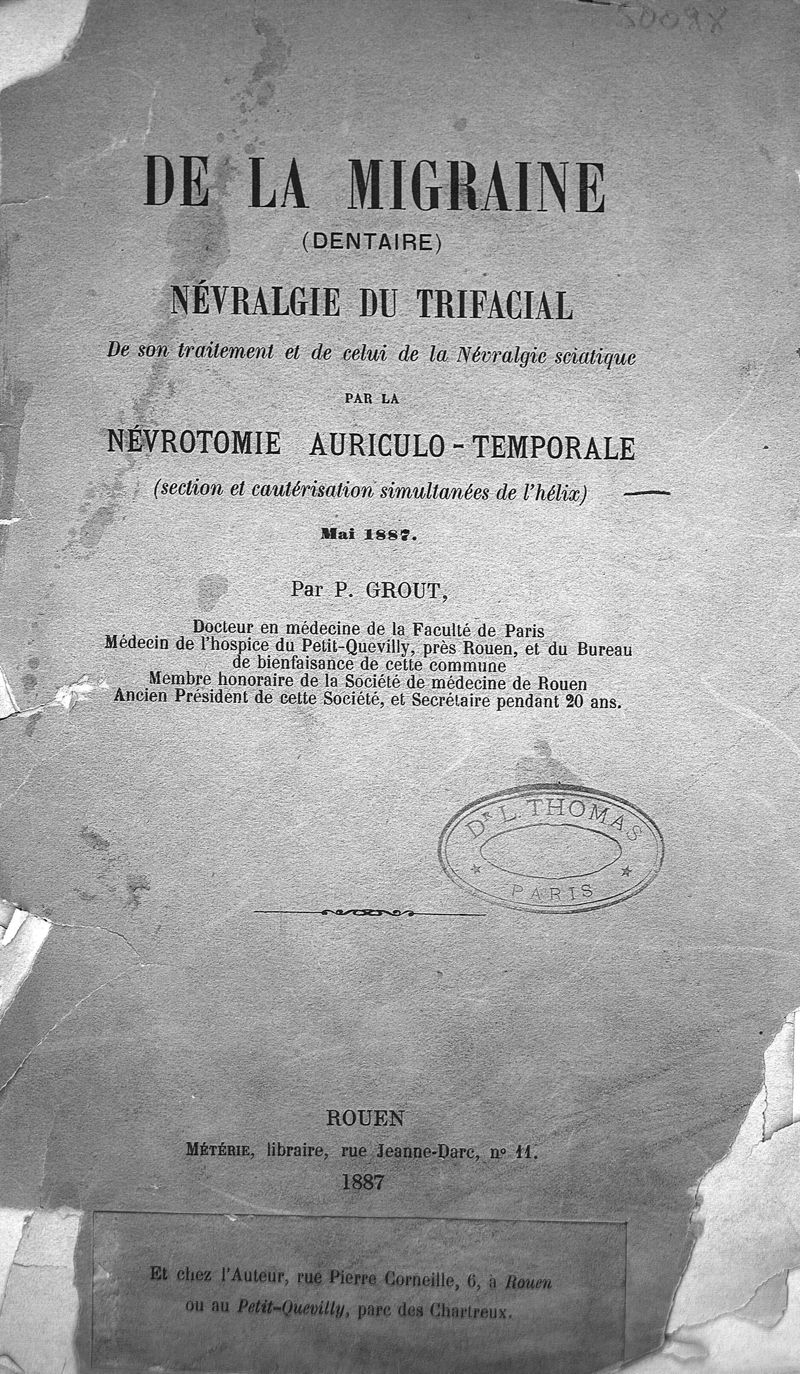 DE LA MIGRAINE
(DENTAIRE)
NÉVRALGIE DU TRIFACIAL
De son traitement et de celui de la Névralgie sciatique
PAR LA
NÉVROTOMIE AURICULO-TEMPORALE
(section et cautérisation simultanées de l'hélix)
Mai 1887.
Par P. GROUT,
Docteur en médecine de la Faculté de Paris
Médecin de l'hospice du Petit-Quevilly, près Rouen, et du Bureau
de bienfaisance de cette commune
Membre honoraire de la Société de médecine de Rouen
Ancien Président de cette Société, et Secrétaire pendant 20 ans.
Dr L. THOMAS
PARIS
ROUEN
MÉTÉRIE, libraire, rue Jeanne-Darc, nº 11.
1887
Et chez l'Auteur, rue Pierre Corneille, 6, à Rouen
ou au Petit-Quevilly, parc des Chartreux.